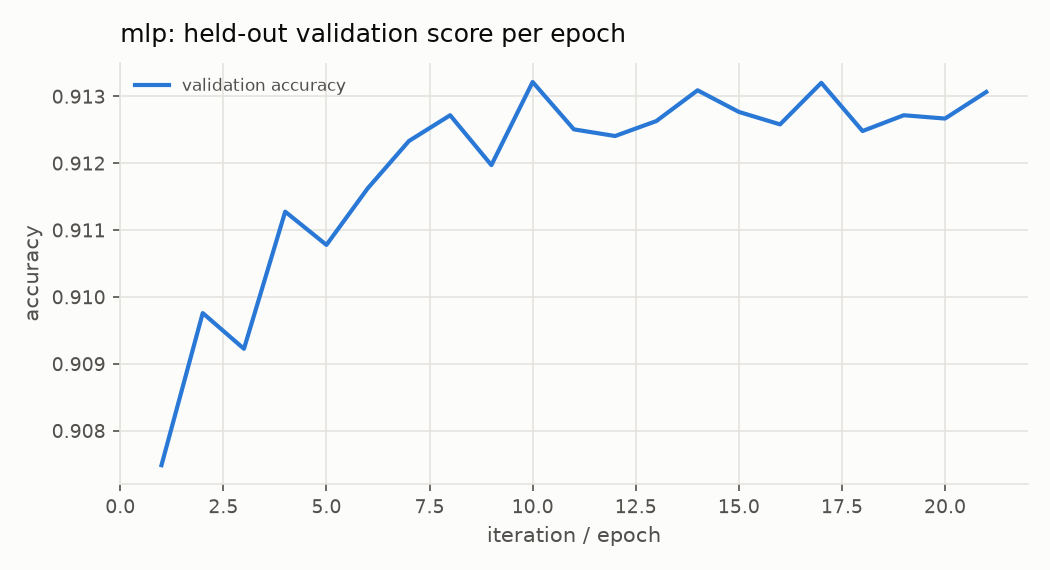 mlp: held-out validation score per epoch
validation accuracy
accuracy
0.913
0.912
0.911
0.910
0.909
0.908
0.0 2.5 5.0 7.5 10.0 12.5 15.0 17.5 20.0
iteration / epoch